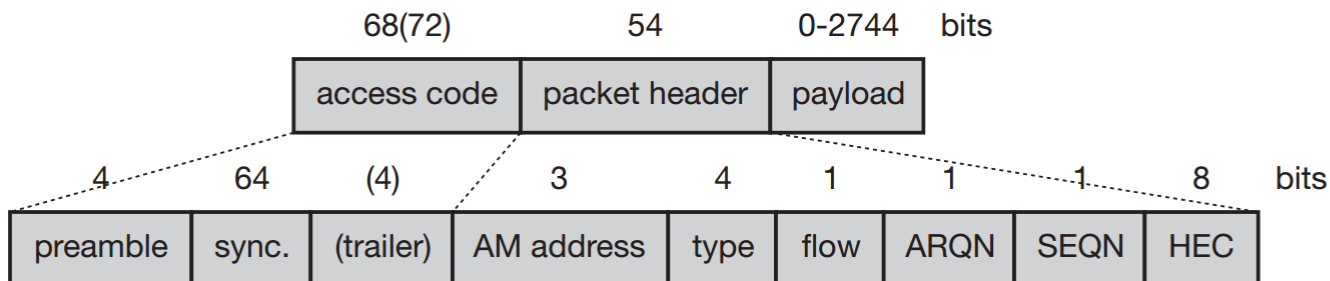 68(72) 54 0-2744 bits
access code packet header payload
4 64 (4) 3 4 1 1 1 8 bits
preamble sync. (trailer) AM address type flow ARQN SEQN HEC